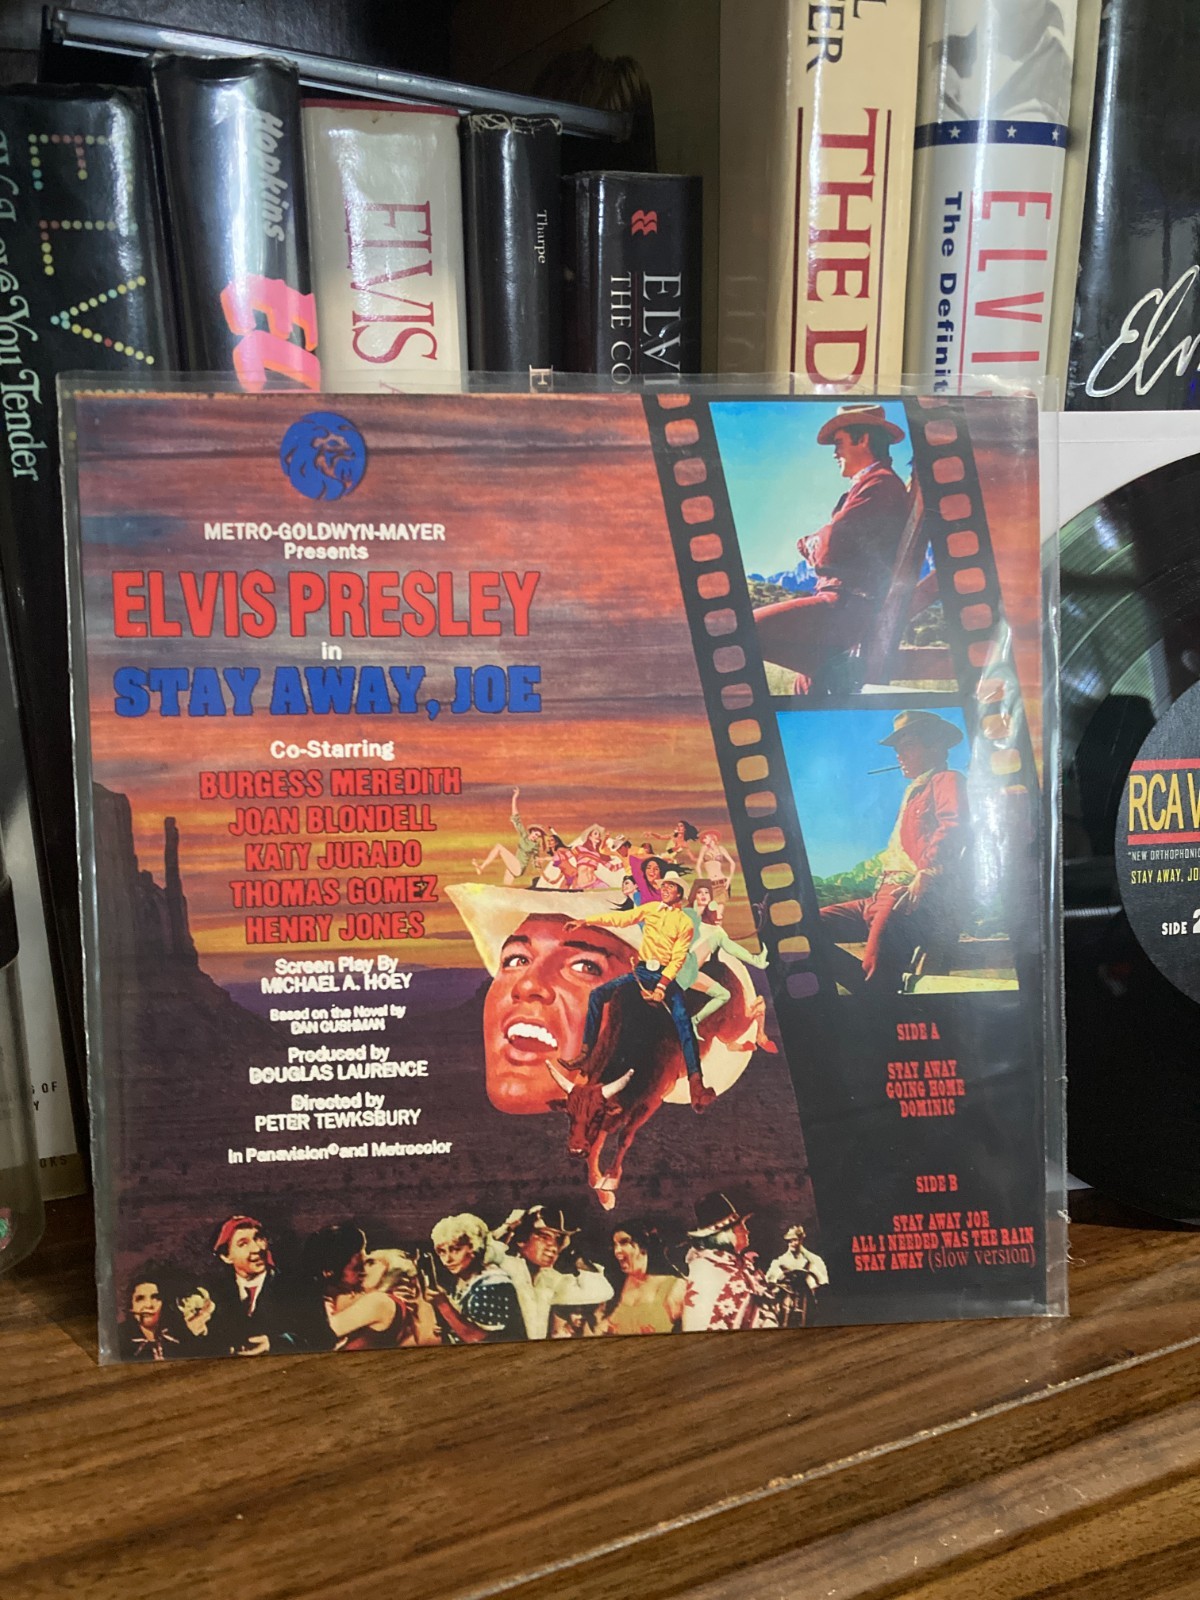 ELV
Love You Tender
Hopkins
EL
ELVIS
Tharpe
ELVI
THE CO
THE D
ELVIS
The Definit
Elvi
METRO-GOLDWYN-MAYER
Presents
ELVIS PRESLEY
in
STAY AWAY, JOE
Co-Starring
BURGESS MEREDITH
JOAN BLONDELL
KATY JURADO
THOMAS GOMEZ
HENRY JONES
Screen Play By
MICHAEL A. HOEY
Based on the Novel by
DAN CUSHMAN
Produced by
DOUGLAS LAURENCE
Directed by
PETER TEWKSBURY
In Panavision® and Metrocolor
SIDE A
STAY AWAY
GOING HOME
DOMINIC
SIDE B
STAY AWAY JOE
ALL I NEEDED WAS THE RAIN
STAY AWAY (slow version)
RCA V
"NEW ORTHOPHONIC
STAY AWAY, JO
SIDE 2